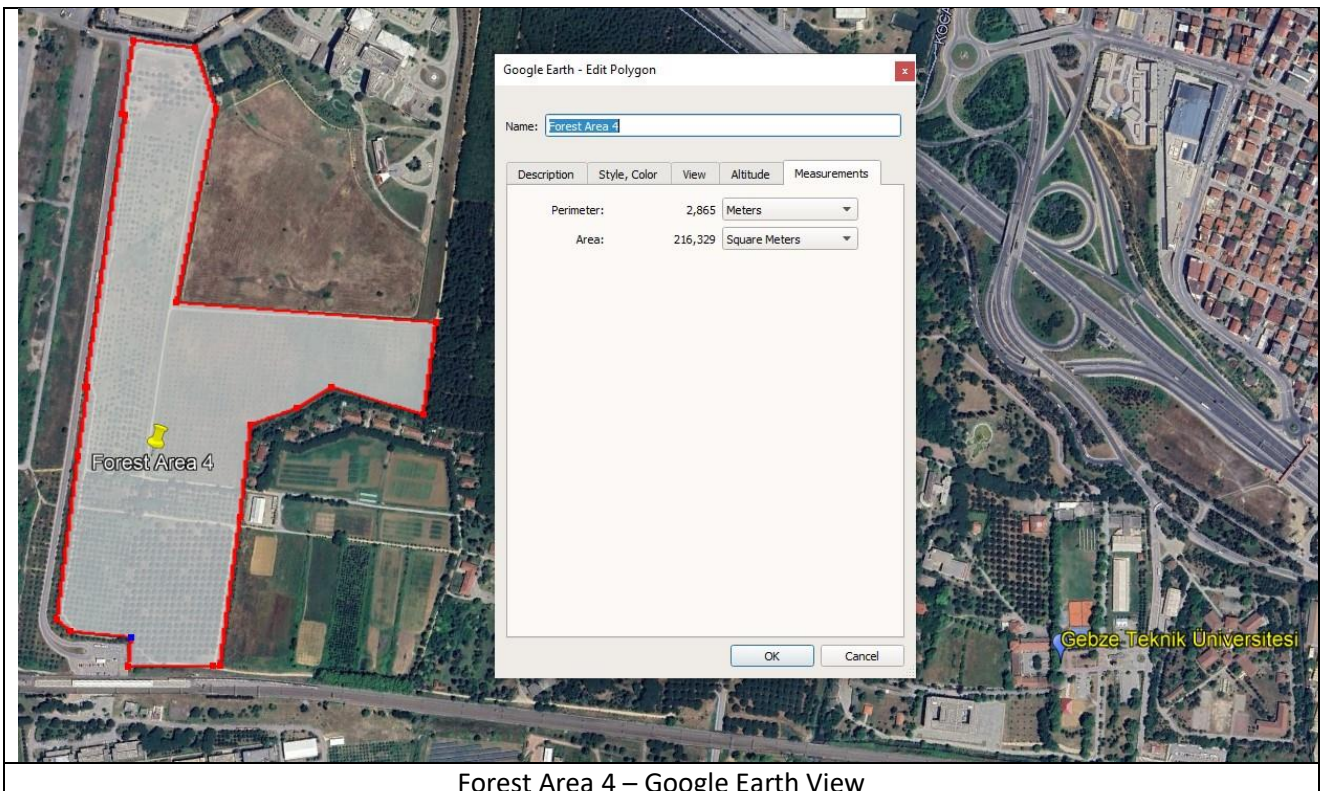 Google Earth - Edit Polygon
x
Name: Forest Area 4
Description Style, Color View Altitude Measurements
Perimeter: 2,865 Meters
Area: 216,329 Square Meters
OK Cancel
Forest Area 4
KOCA
Gebze Teknik Üniversitesi
Forest Area 4 – Google Earth View